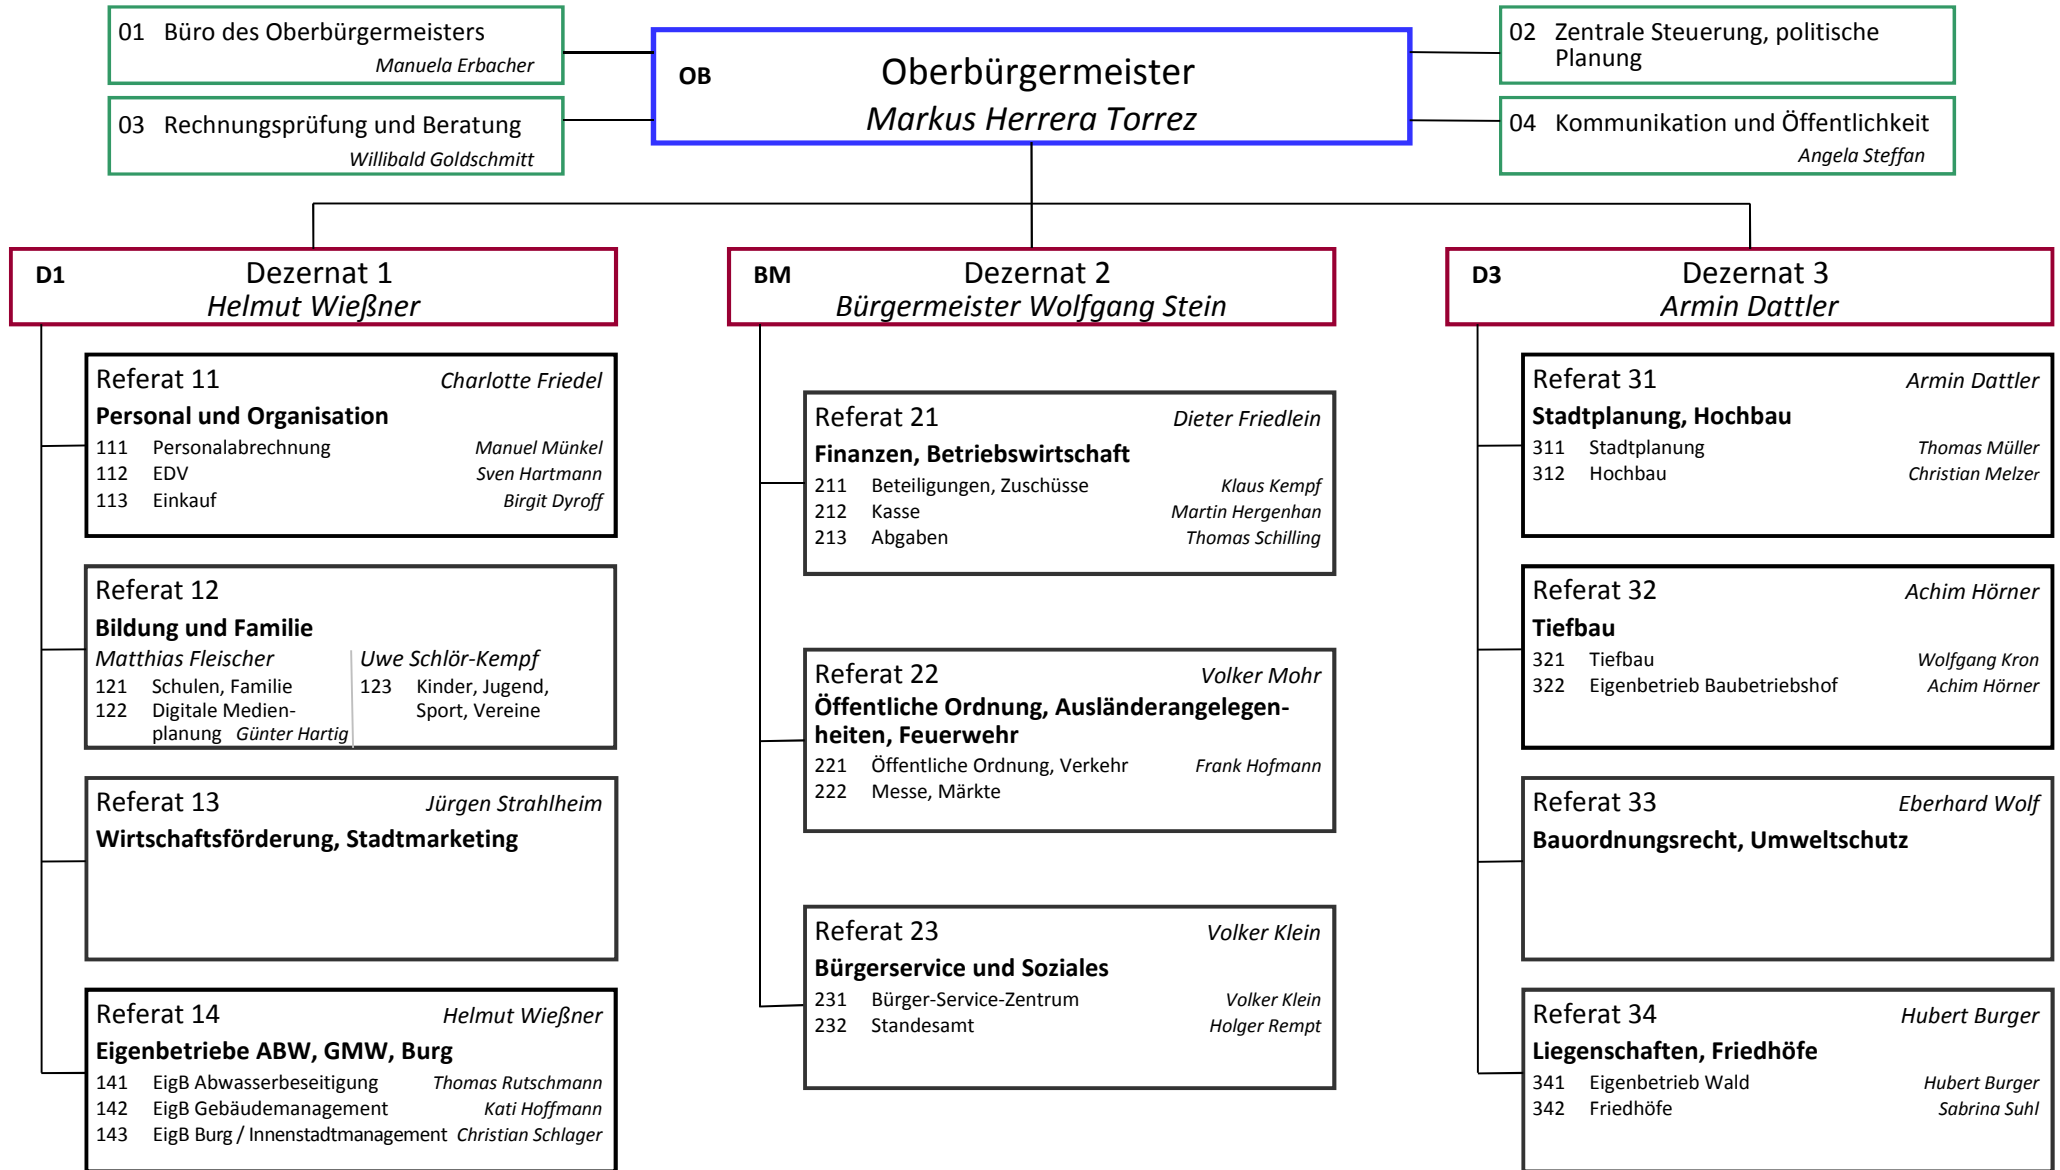 01 Büro des Oberbürgermeisters
Manuela Erbacher
03 Rechnungsprüfung und Beratung
Willibald Goldschmitt
OB Oberbürgermeister
Markus Herrera Torrez
02 Zentrale Steuerung, politische
Planung
04 Kommunikation und Öffentlichkeit
Angela Steffan
D1 Dezernat 1
Helmut Wießner
Referat 11 Charlotte Friedel
Personal und Organisation
111 Personalabrechnung Manuel Münkel
112 EDV Sven Hartmann
113 Einkauf Birgit Dyroff
Referat 12
Bildung und Familie
Matthias Fleischer
121 Schulen, Familie
122 Digitale Medien-
planung Günter Hartig
Uwe Schlör-Kempf
123 Kinder, Jugend,
Sport, Vereine
Referat 13 Jürgen Strahlheim
Wirtschaftsförderung, Stadtmarketing
Referat 14 Helmut Wießner
Eigenbetriebe ABW, GMW, Burg
141 EigB Abwasserbeseitigung Thomas Rutschmann
142 EigB Gebäudemanagement Kati Hoffmann
143 EigB Burg / Innenstadtmanagement Christian Schlager
BM Dezernat 2
Bürgermeister Wolfgang Stein
Referat 21 Dieter Friedlein
Finanzen, Betriebswirtschaft
211 Beteiligungen, Zuschüsse Klaus Kempf
212 Kasse Martin Hergenhan
213 Abgaben Thomas Schilling
Referat 22 Volker Mohr
Öffentliche Ordnung, Ausländerangelegen-
heiten, Feuerwehr
221 Öffentliche Ordnung, Verkehr Frank Hofmann
222 Messe, Märkte
Referat 23 Volker Klein
Bürgerservice und Soziales
231 Bürger-Service-Zentrum Volker Klein
232 Standesamt Holger Rempt
D3 Dezernat 3
Armin Dattler
Referat 31 Armin Dattler
Stadtplanung, Hochbau
311 Stadtplanung Thomas Müller
312 Hochbau Christian Melzer
Referat 32 Achim Hörner
Tiefbau
321 Tiefbau Wolfgang Kron
322 Eigenbetrieb Baubetriebshof Achim Hörner
Referat 33 Eberhard Wolf
Bauordnungsrecht, Umweltschutz
Referat 34 Hubert Burger
Liegenschaften, Friedhöfe
341 Eigenbetrieb Wald Hubert Burger
342 Friedhöfe Sabrina Suhl